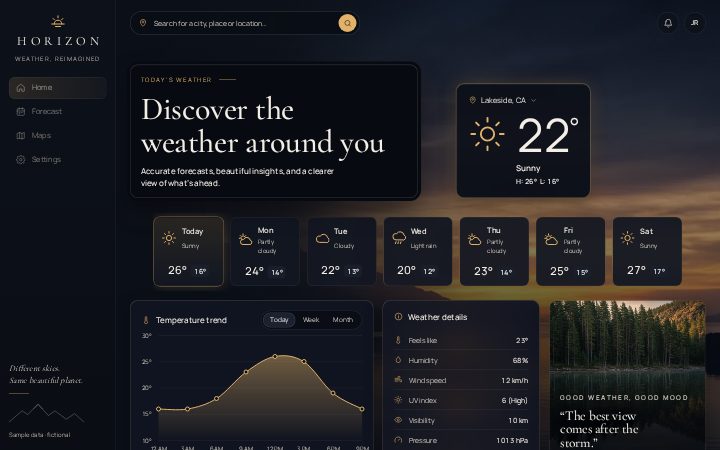 HORIZON
WEATHER, REIMAGINED
Home
Forecast
Maps
Settings
Different skies.
Same beautiful planet.
Sample data· fictional
Search for a city, place or location..
JR
TODAY'S WEATHER
Discover the
weather around you
Accurate forecasts, beautiful insights, and a clearer
view of what's ahead.
Lakeside, CA
22°
Sunny
H: 26° L: 16°
Today
Sunny
26° 16°
Mon
Partly
cloudy
24° 14°
Tue
Cloudy
22° 13°
Wed
Light rain
20° 12°
Thu
Partly
cloudy
23° 14°
Fri
Partly
cloudy
25° 15°
Sat
Sunny
27° 17°
Temperature trend
Today Week Month
30°
25°
20°
15°
10°
12 AM 3 AM 6 AM 9 AM 12 PM 3 PM 6 PM 9 PM
Weather details
Feels like 23°
Humidity 68%
Wind speed 12 km/h
UV index 6 (High)
Visibility 10 km
Pressure 1013 hPa
GOOD WEATHER, GOOD MOOD
“The best view
comes after the
storm.”